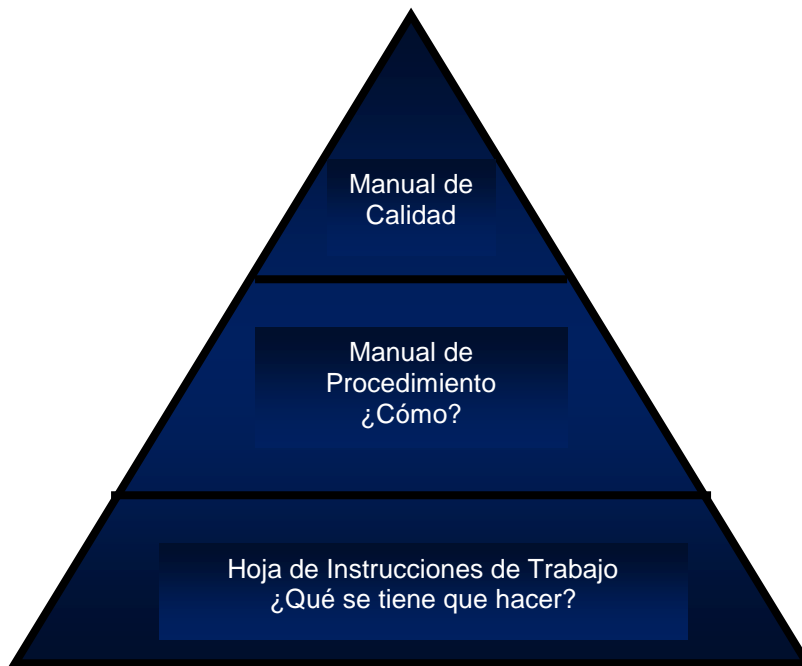 Manual de
Calidad
Manual de
Procedimiento
¿Cómo?
Hoja de Instrucciones de Trabajo
¿Qué se tiene que hacer?